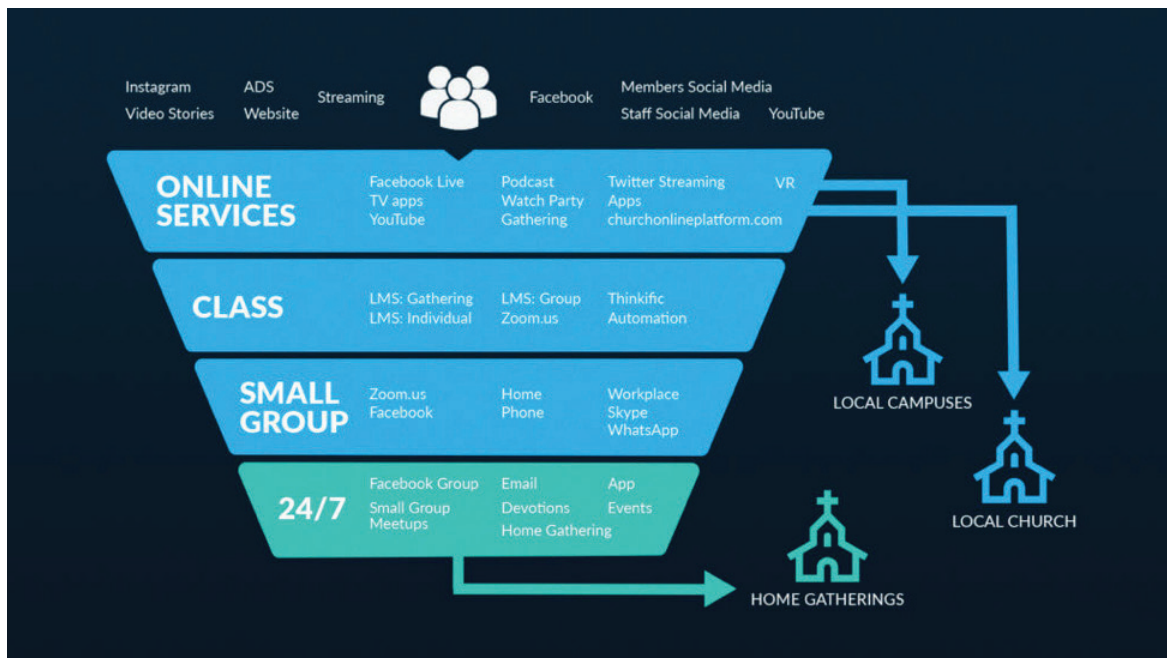 Instagram
Video Stories
ADS
Website
Streaming
Facebook
Members Social Media
Staff Social Media
YouTube
ONLINE
SERVICES
Facebook Live
TV apps
YouTube
Podcast
Watch Party
Gathering
Twitter Streaming
Apps
churchonlineplatform.com
VR
CLASS
LMS: Gathering
LMS: Individual
LMS: Group
Zoom.us
Thinkific
Automation
SMALL
GROUP
Zoom.us
Facebook
Home
Phone
Workplace
Skype
WhatsApp
24/7
Facebook Group
Small Group
Meetups
Email
Devotions
Home Gathering
App
Events
LOCAL CAMPUSES
LOCAL CHURCH
HOME GATHERINGS